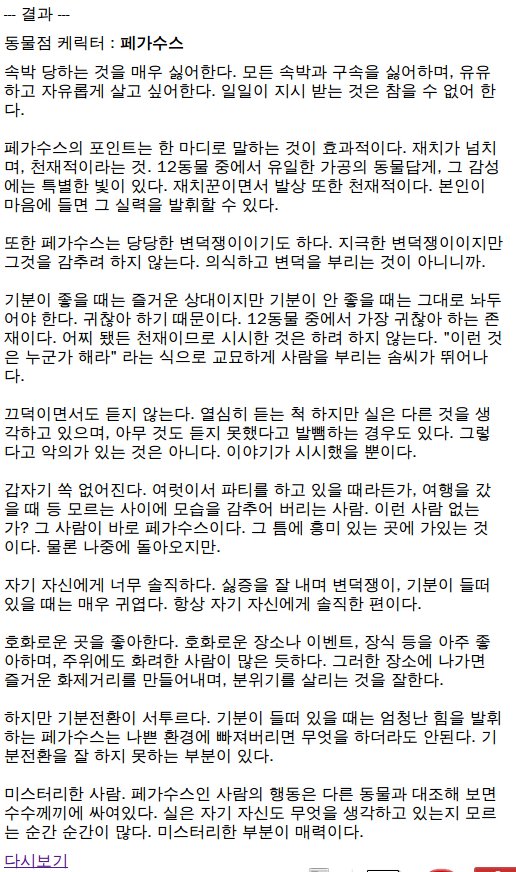 --- 결과 ---
동물점 케릭터 : 페가수스
속박 당하는 것을 매우 싫어한다. 모든 속박과 구속을 싫어하며, 유유
하고 자유롭게 살고 싶어한다. 일일이 지시 받는 것은 참을 수 없어 한
다.
페가수스의 포인트는 한 마디로 말하는 것이 효과적이다. 재치가 넘치
며, 천재적이라는 것. 12동물 중에서 유일한 가공의 동물답게, 그 감성
에는 특별한 빛이 있다. 재치꾼이면서 발상 또한 천재적이다. 본인이
마음에 들면 그 실력을 발휘할 수 있다.
또한 페가수스는 당당한 변덕쟁이이기도 하다. 지극한 변덕쟁이이지만
그것을 감추려 하지 않는다. 의식하고 변덕을 부리는 것이 아니니까.
기분이 좋을 때는 즐거운 상대이지만 기분이 안 좋을 때는 그대로 놔두
어야 한다. 귀찮아 하기 때문이다. 12동물 중에서 가장 귀찮아 하는 존
재이다. 어찌 됐든 천재이므로 시시한 것은 하려 하지 않는다. "이런 것
은 누군가 해라" 라는 식으로 교묘하게 사람을 부리는 솜씨가 뛰어나
다.
끄덕이면서도 듣지 않는다. 열심히 듣는 척 하지만 실은 다른 것을 생
각하고 있으며, 아무 것도 듣지 못했다고 발뺌하는 경우도 있다. 그렇
다고 악의가 있는 것은 아니다. 이야기가 시시했을 뿐이다.
갑자기 쏙 없어진다. 여럿이서 파티를 하고 있을 때라든가, 여행을 갔
을 때 등 모르는 사이에 모습을 감추어 버리는 사람. 이런 사람 없는
가? 그 사람이 바로 페가수스이다. 그 틈에 흥미 있는 곳에 가있는 것
이다. 물론 나중에 돌아오지만.
자기 자신에게 너무 솔직하다. 싫증을 잘 내며 변덕쟁이, 기분이 들떠
있을 때는 매우 귀엽다. 항상 자기 자신에게 솔직한 편이다.
호화로운 곳을 좋아한다. 호화로운 장소나 이벤트, 장식 등을 아주 좋
아하며, 주위에도 화려한 사람이 많은 듯하다. 그러한 장소에 나가면
즐거운 화제거리를 만들어내며, 분위기를 살리는 것을 잘한다.
하지만 기분전환이 서투르다. 기분이 들떠 있을 때는 엄청난 힘을 발휘
하는 페가수스는 나쁜 환경에 빠져버리면 무엇을 하더라도 안된다. 기
분전환을 잘 하지 못하는 부분이 있다.
미스터리한 사람. 페가수스인 사람의 행동은 다른 동물과 대조해 보면
수수께끼에 싸여있다. 실은 자기 자신도 무엇을 생각하고 있는지 모르
는 순간 순간이 많다. 미스터리한 부분이 매력이다.
다시보기